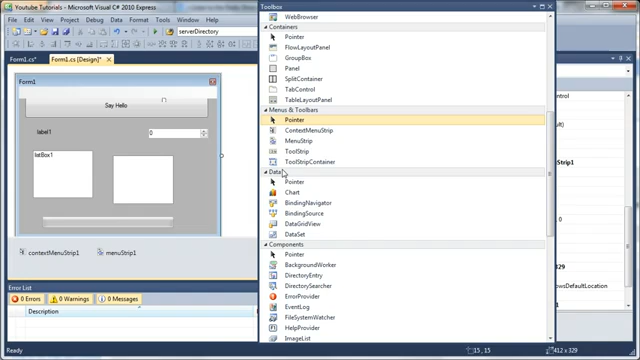 Youtube Tutorials - Microsoft Visual C# 2010 Express
File Edit View Project Debug Data Format Tools Window Help
serverDirectory
Form1.cs* Form1.cs [Design]*
Form1
Say Hello
label1
0
listBox1
contextMenuStrip1 menuStrip1
Error List
0 Errors 0 Warnings 0 Messages
Description
Ready
Toolbox
WebBrowser
Containers
Pointer
FlowLayoutPanel
GroupBox
Panel
SplitContainer
TabControl
TableLayoutPanel
Menus & Toolbars
Pointer
ContextMenuStrip
MenuStrip
ToolStrip
ToolStripContainer
Data
Pointer
Chart
BindingNavigator
BindingSource
DataGridView
DataSet
Components
Pointer
BackgroundWorker
DirectoryEntry
DirectorySearcher
ErrorProvider
EventLog
FileSystemWatcher
HelpProvider
ImageList
ontrol
ult)
Strip1
; 0
329
owsDefaultLocation
15 , 15
412 x 329